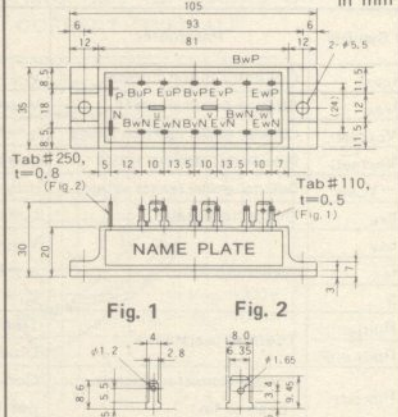 in mm
105
6 93 6
12 81 12
BwP
2-φ5.5
35
8.5 18 8.5
P BuP EuP BvP EvP EwP
N U V W
BwN EwN BvN EvN BwN EwN
11.5 (24) 12 11.5
5 12 10 13.5 10 13.5 10 7
Tab#250,
t=0.8
(Fig.2)
Tab#110,
t=0.5
(Fig.1)
30 20
NAME PLATE
3 7
Fig. 1 Fig. 2
4 8.0
2.8 6.35
φ1.2 φ1.65
8.6 5.5 3.4 9.45